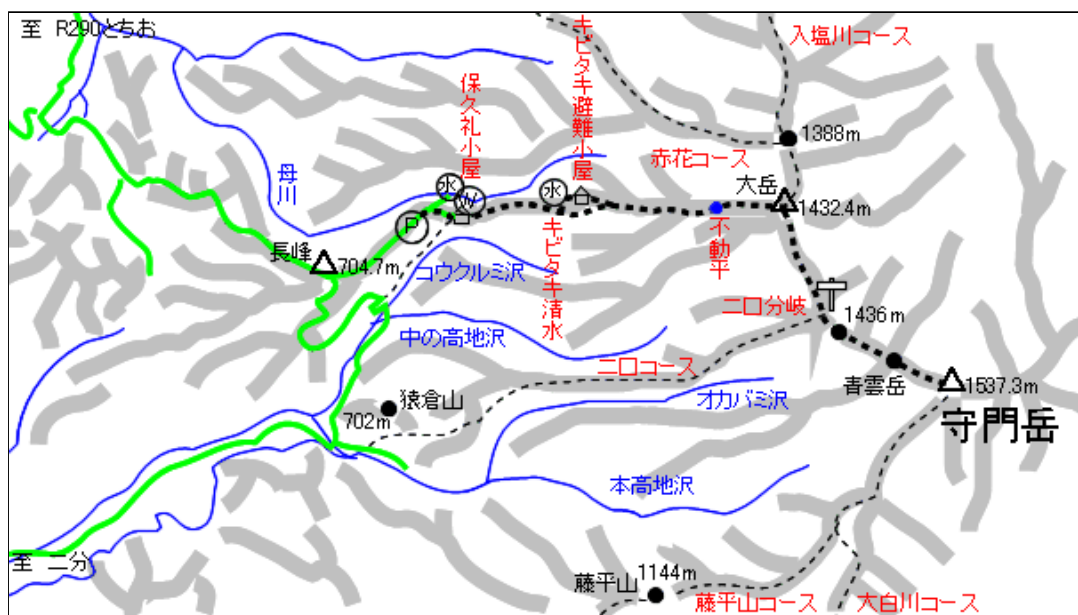 至 R290とちお
入塩川コース
キビタキ避難小屋
保久礼小屋
1388m
赤花コース
母川
大岳
水
W
水
P
1432.4m
不動平
長峰
704.7m
コウクルミ沢
キビタキ清水
二口分岐
1436m
中の高地沢
二口コース
青雲岳
1537.3m
オカバミ沢
猿倉山
702m
守門岳
本高地沢
至 二分
藤平山
1144m
藤平山コース
大白川コース